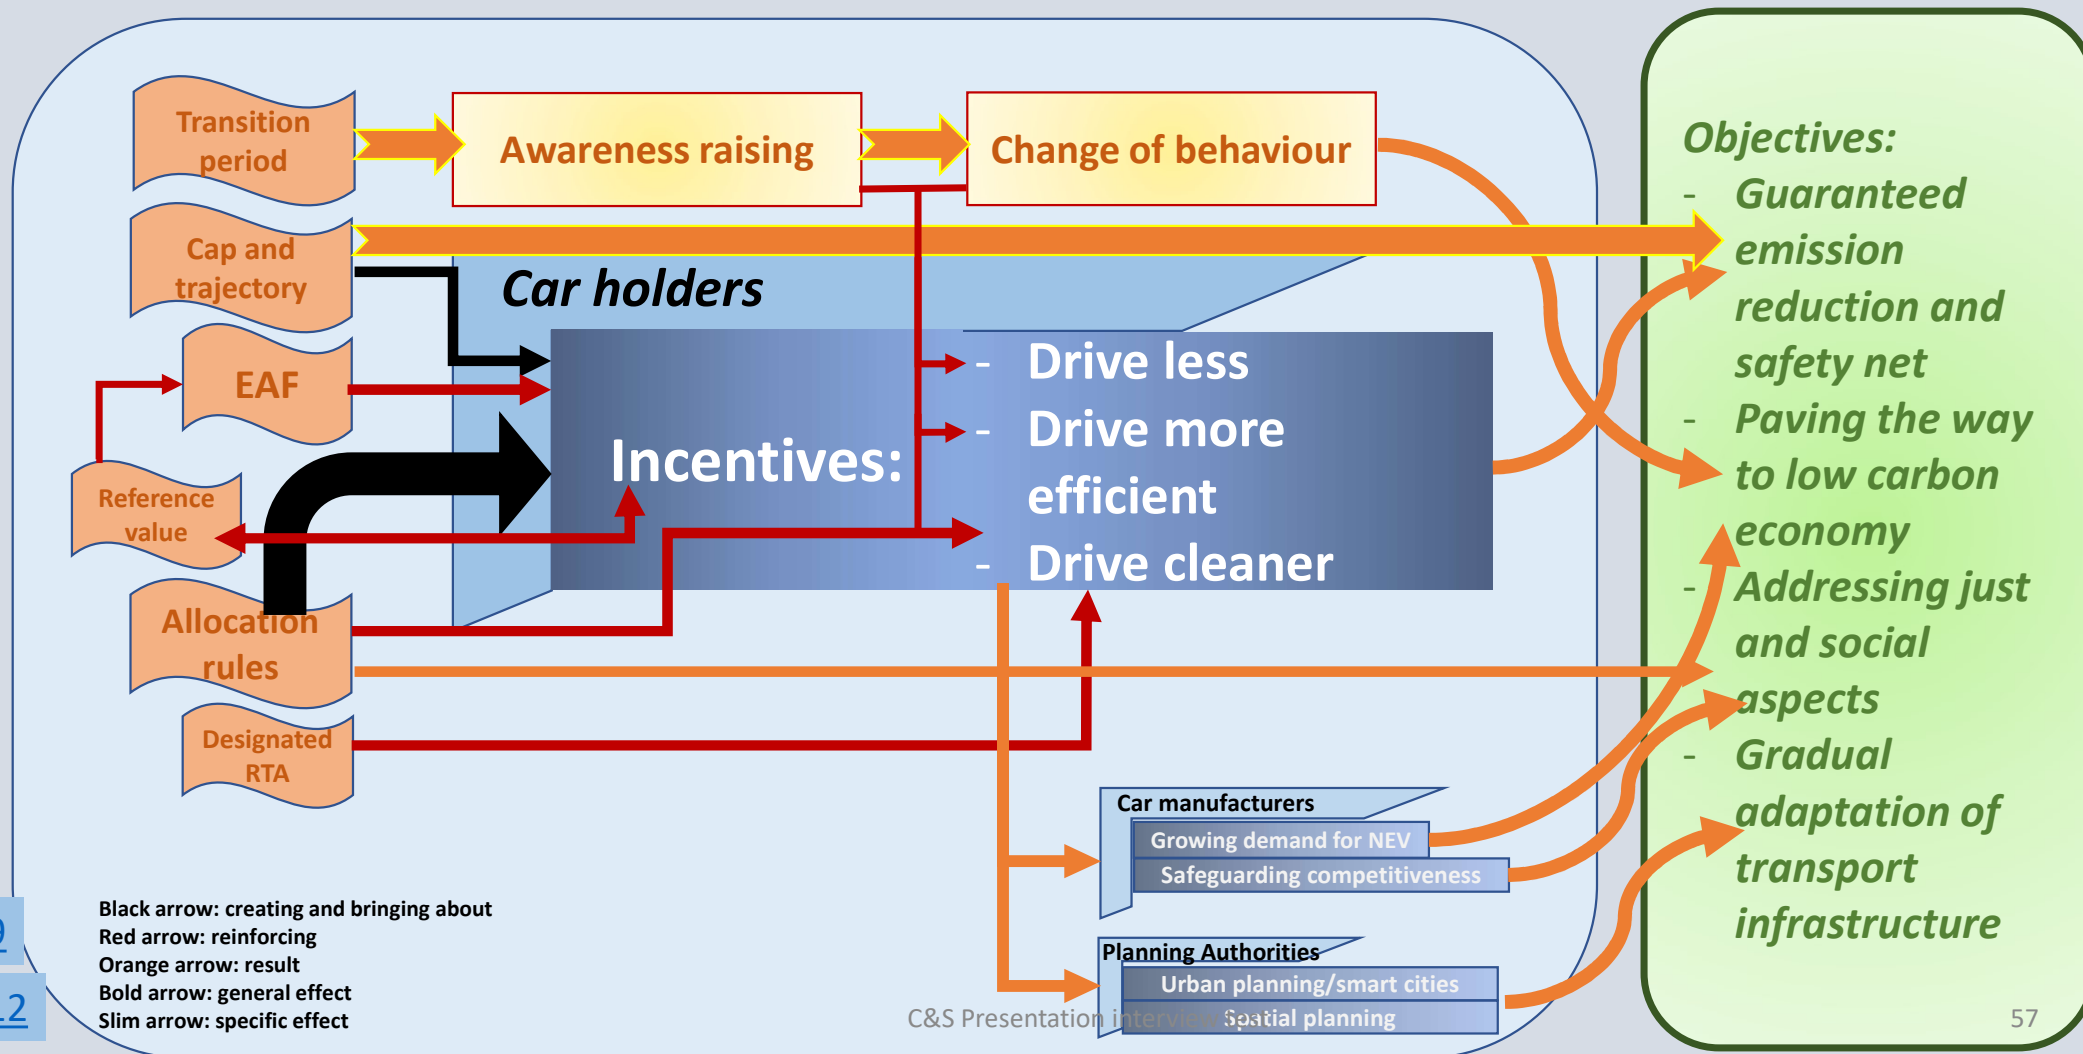 Transition
period
Awareness raising
Change of behaviour
Cap and
trajectory
Car holders
EAF
Reference
value
Incentives:
- Drive less
- Drive more
efficient
- Drive cleaner
Allocation
rules
Designated
RTA
Car manufacturers
Growing demand for NEV
Safeguarding competitiveness
Planning Authorities
Urban planning/smart cities
Spatial planning
Objectives:
- Guaranteed
emission
reduction and
safety net
- Paving the way
to low carbon
economy
- Addressing just
and social
aspects
- Gradual
adaptation of
transport
infrastructure
Black arrow: creating and bringing about
Red arrow: reinforcing
Orange arrow: result
Bold arrow: general effect
Slim arrow: specific effect
9
12
C&S Presentation interview
57